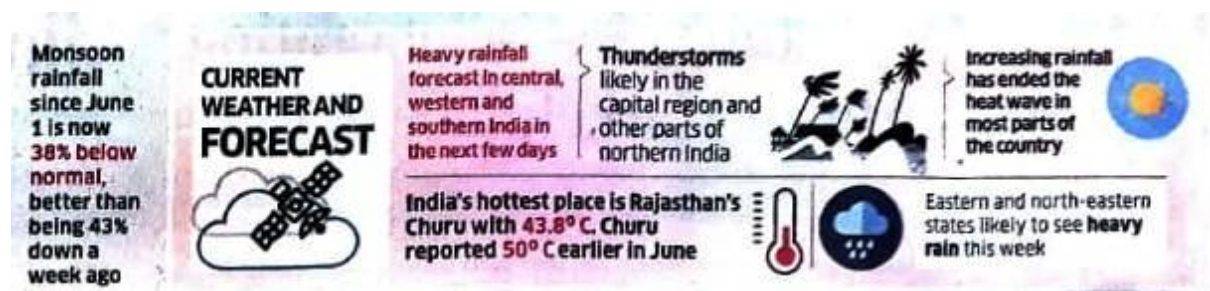 Monsoon
rainfall
since June
1 is now
38% below
normal,
better than
being 43%
down a
week ago
CURRENT
WEATHER AND
FORECAST
Heavy rainfall
forecast in central,
western and
southern India in
the next few days
Thunderstorms
likely in the
capital region and
other parts of
northern India
Increasing rainfall
has ended the
heat wave in
most parts of
the country
India's hottest place is Rajasthan's
Churu with 43.8º C. Churu
reported 50º C earlier in June
Eastern and north-eastern
states likely to see heavy
rain this week